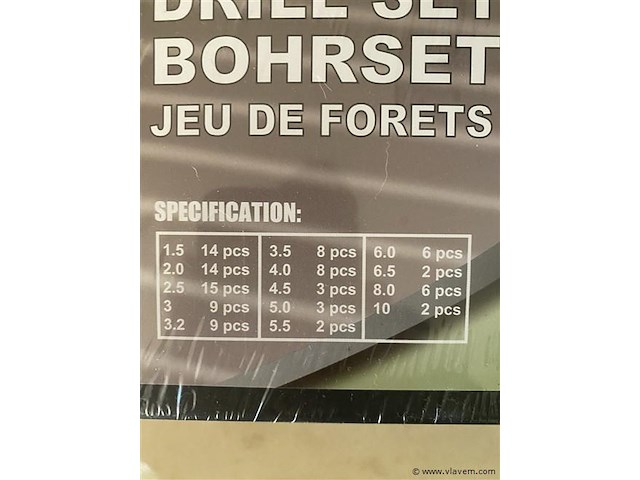 DRILL SET
BOHRSET
JEU DE FORETS
SPECIFICATION:
1.5 14 pcs 3.5 8 pcs 6.0 6 pcs
2.0 14 pcs 4.0 8 pcs 6.5 2 pcs
2.5 15 pcs 4.5 3 pcs 8.0 6 pcs
3 9 pcs 5.0 3 pcs 10 2 pcs
3.2 9 pcs 5.5 2 pcs
© www.vlavem.com